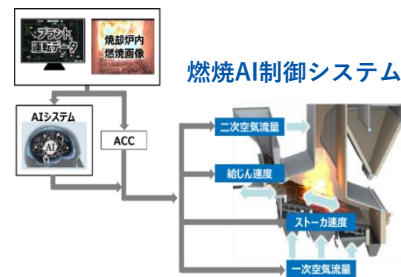 プラント
運転データ
焼却炉内
燃焼画像
燃焼AI制御システム
AIシステム
AI
ACC
二次空気流量
給じん速度
ストーカ速度
一次空気流量